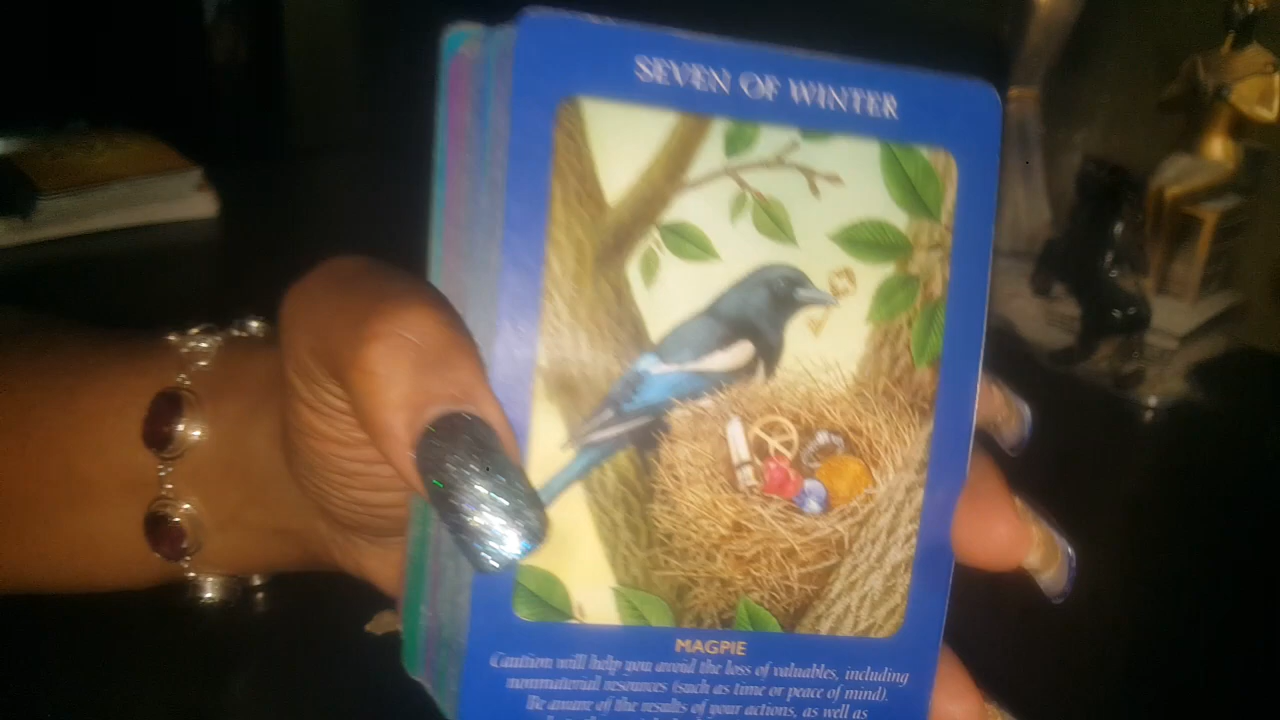 SEVEN OF WINTER
MAGPIE
Caution will help you avoid the loss of valuables, including
nonmaterial resources (such as time or peace of mind).
Be aware of the results of your actions, as well as